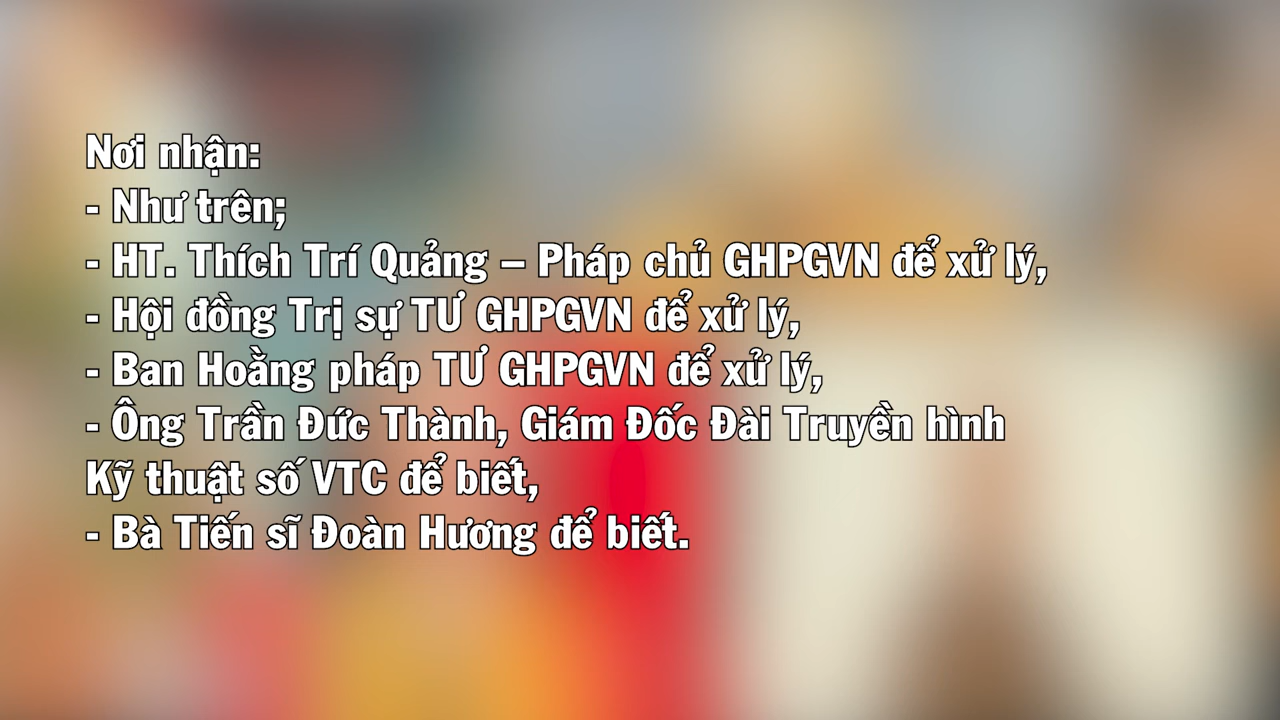 Nơi nhận:
- Như trên;
- HT. Thích Trí Quảng – Pháp chủ GHPGVN để xử lý,
- Hội đồng Trị sự TƯ GHPGVN để xử lý,
- Ban Hoằng pháp TƯ GHPGVN để xử lý,
- Ông Trần Đức Thành, Giám Đốc Đài Truyền hình
Kỹ thuật số VTC để biết,
- Bà Tiến sĩ Đoàn Hương để biết.